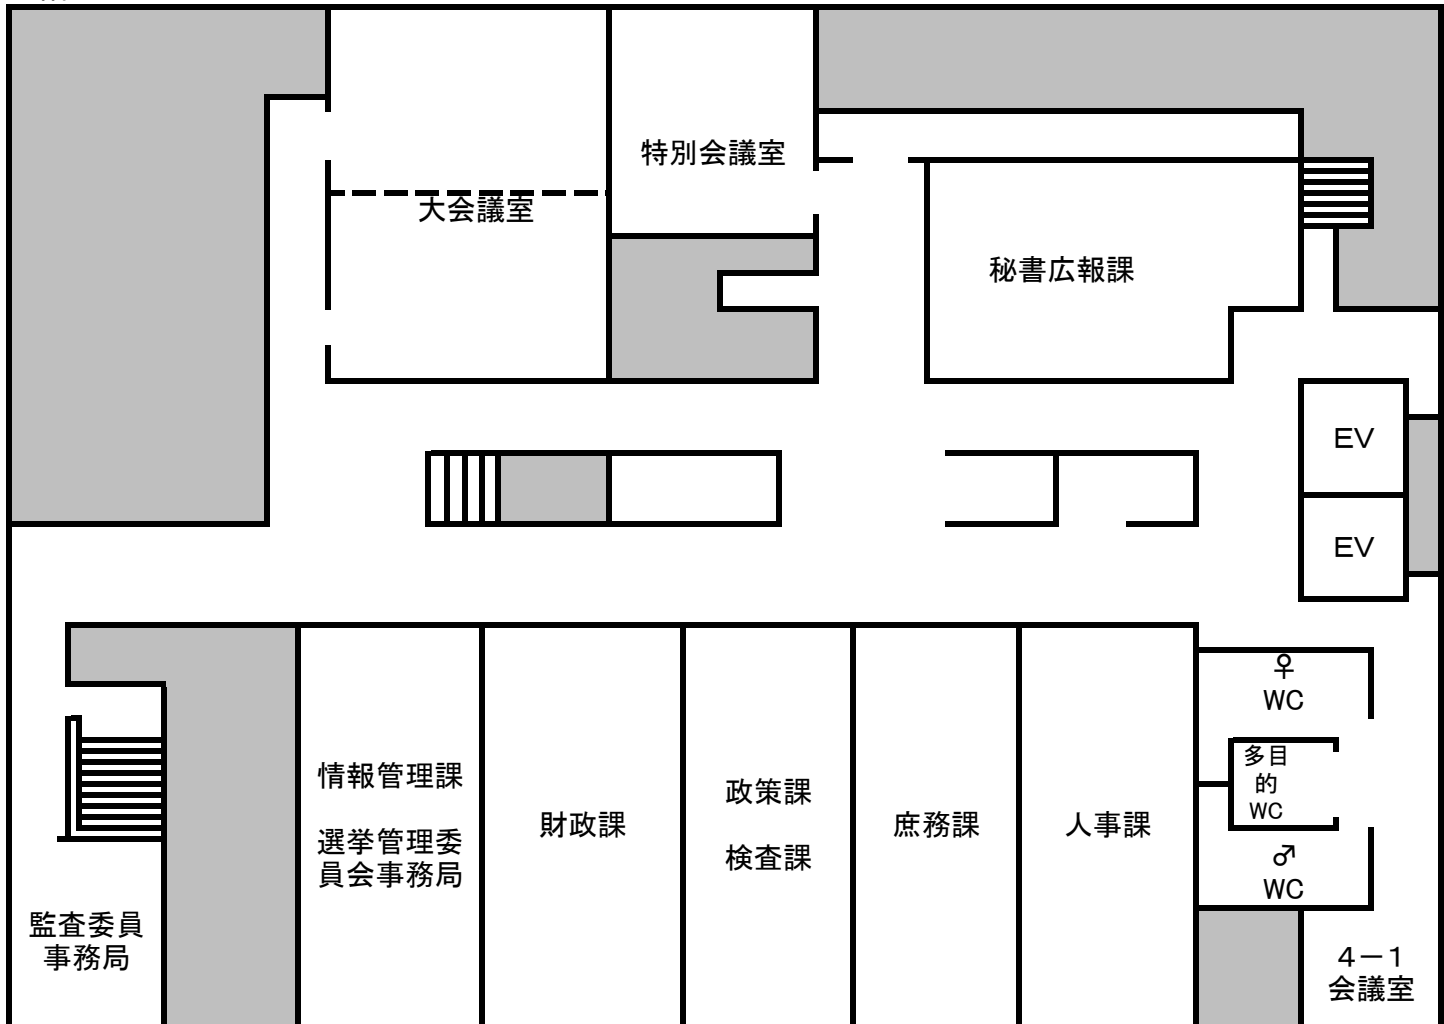 特別会議室
大会議室
秘書広報課
EV
EV
♀
WC
多目
的
WC
♂
WC
情報管理課
選挙管理委
員会事務局
財政課
政策課
検査課
庶務課
人事課
監査委員
事務局
4－1
会議室